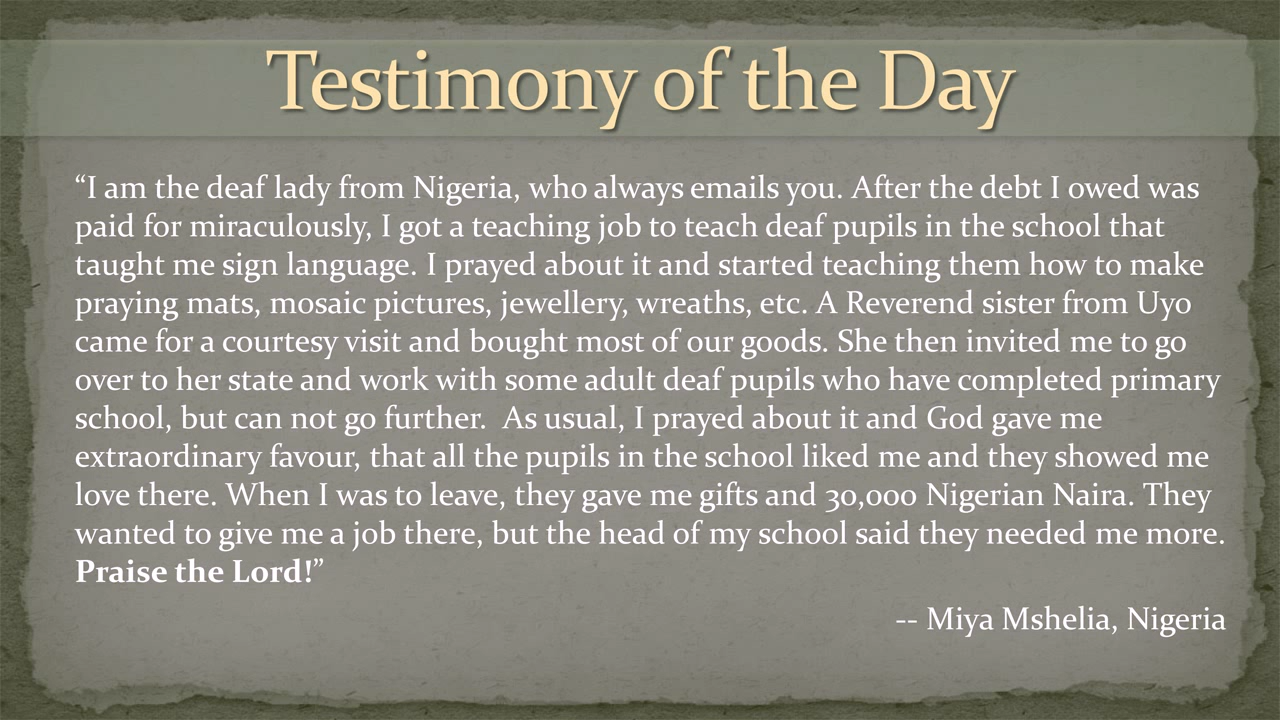 Testimony of the Day
“I am the deaf lady from Nigeria, who always emails you. After the debt I owed was
paid for miraculously, I got a teaching job to teach deaf pupils in the school that
taught me sign language. I prayed about it and started teaching them how to make
praying mats, mosaic pictures, jewellery, wreaths, etc. A Reverend sister from Uyo
came for a courtesy visit and bought most of our goods. She then invited me to go
over to her state and work with some adult deaf pupils who have completed primary
school, but can not go further.  As usual, I prayed about it and God gave me
extraordinary favour, that all the pupils in the school liked me and they showed me
love there. When I was to leave, they gave me gifts and 30,000 Nigerian Naira. They
wanted to give me a job there, but the head of my school said they needed me more.
Praise the Lord!”
-- Miya Mshelia, Nigeria